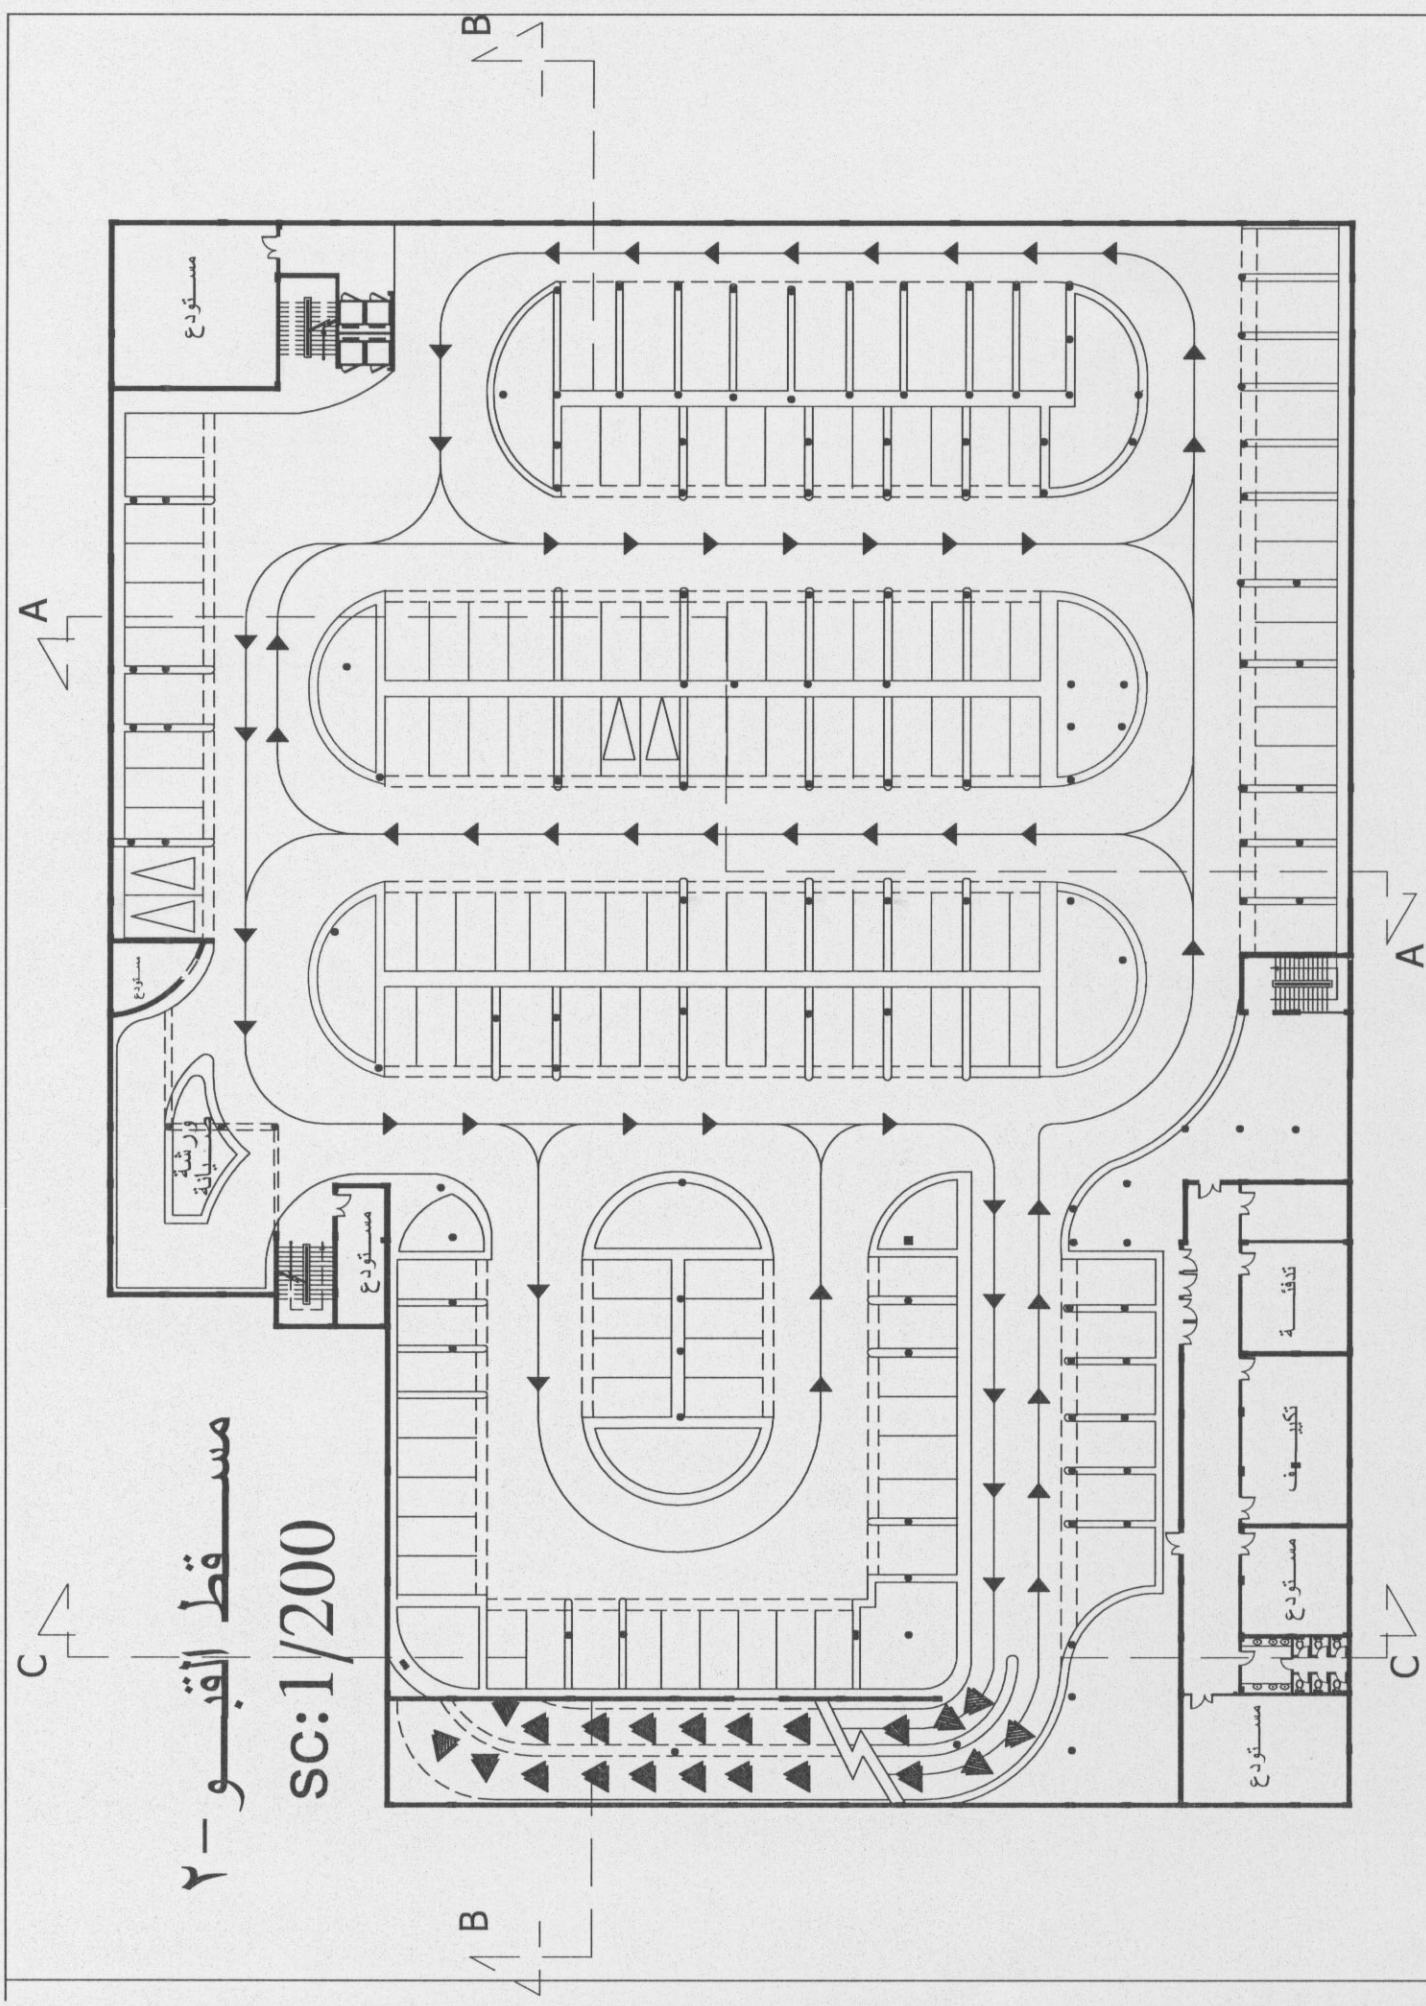 مسقط القبو -٢
SC: 1/200
A
A
B
B
C
C
مستودع
مستودع
ورشة
صيانة
مستودع
تدفئة
تكييف
مستودع
مستودع